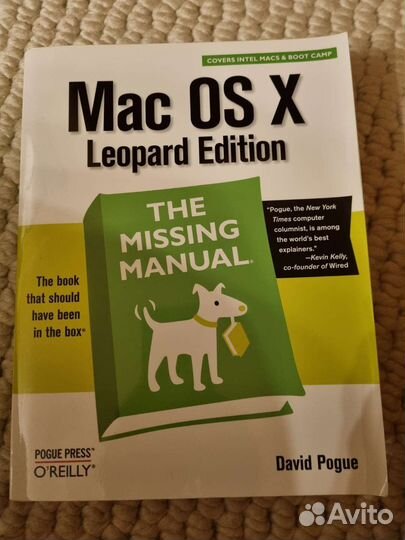 COVERS INTEL MACS & BOOT CAMP
Mac OS X
Leopard Edition
THE
MISSING
MANUAL®
"Pogue, the New York
Times computer
columnist, is among
the world's best
explainers."
—Kevin Kelly,
co-founder of Wired
The book
that should
have been
in the box®
POGUE PRESS™
O'REILLY®
David Pogue
Avito